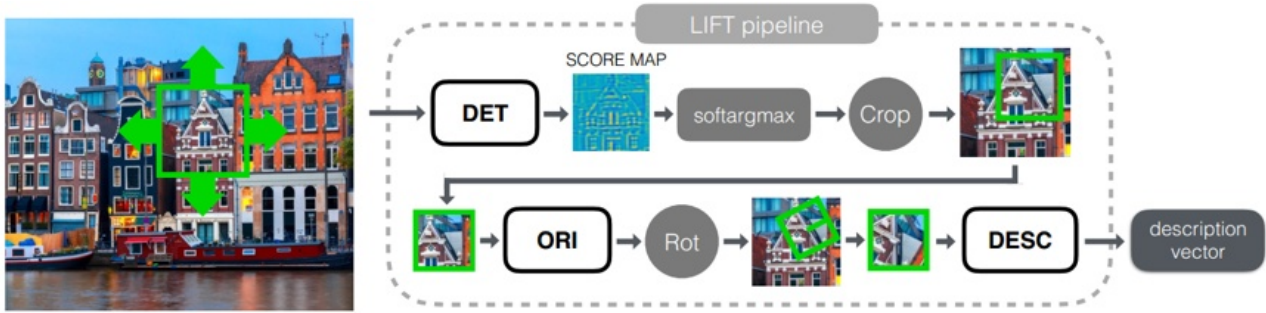 LIFT pipeline
SCORE MAP
DET
softargmax
Crop
ORI
Rot
DESC
description
vector